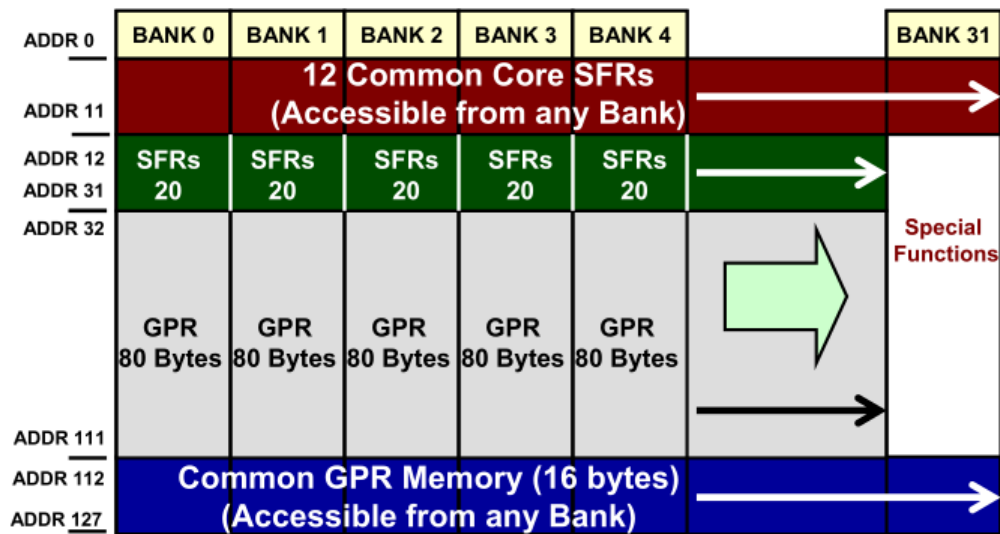 ADDR 0
BANK 0 BANK 1 BANK 2 BANK 3 BANK 4 BANK 31
12 Common Core SFRs
(Accessible from any Bank)
ADDR 11
ADDR 12
SFRs SFRs SFRs SFRs SFRs
20 20 20 20 20
ADDR 31
ADDR 32
Special
Functions
GPR GPR GPR GPR GPR
80 Bytes 80 Bytes 80 Bytes 80 Bytes 80 Bytes
ADDR 111
ADDR 112
Common GPR Memory (16 bytes)
(Accessible from any Bank)
ADDR 127